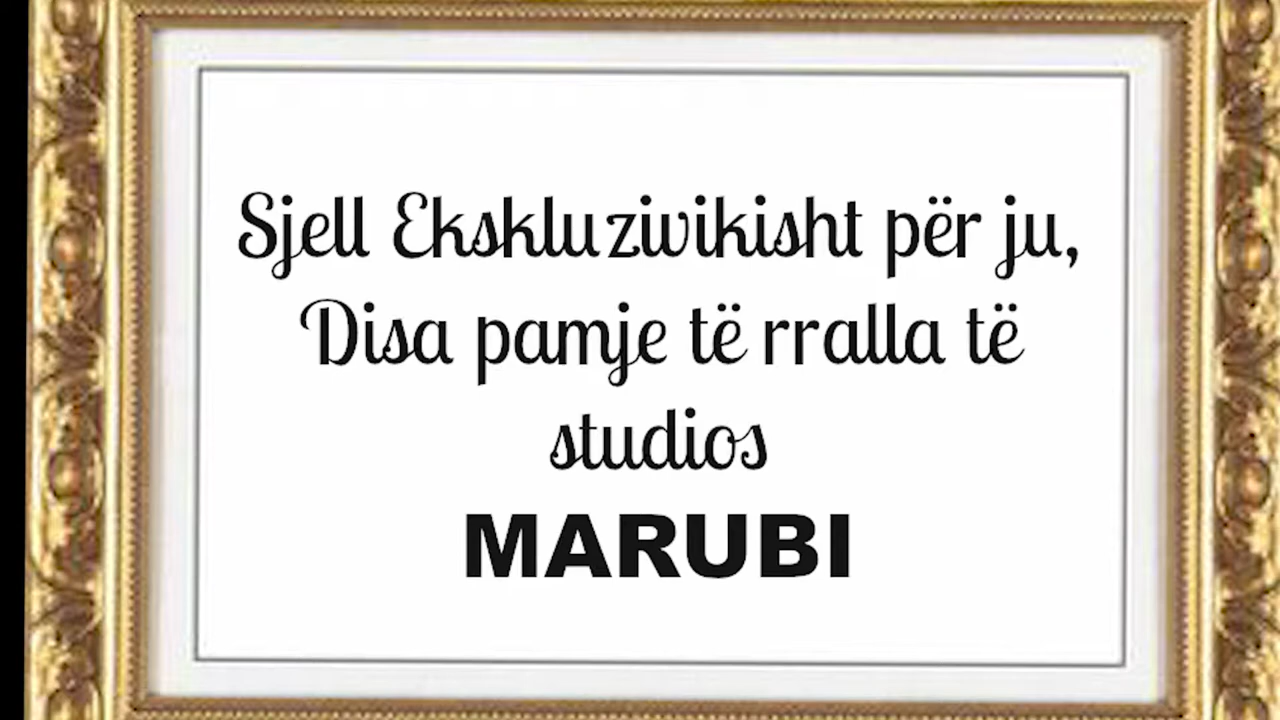 Sjell Ekskluzivikisht për ju,
Disa pamje të rralla të
studios
MARUBI